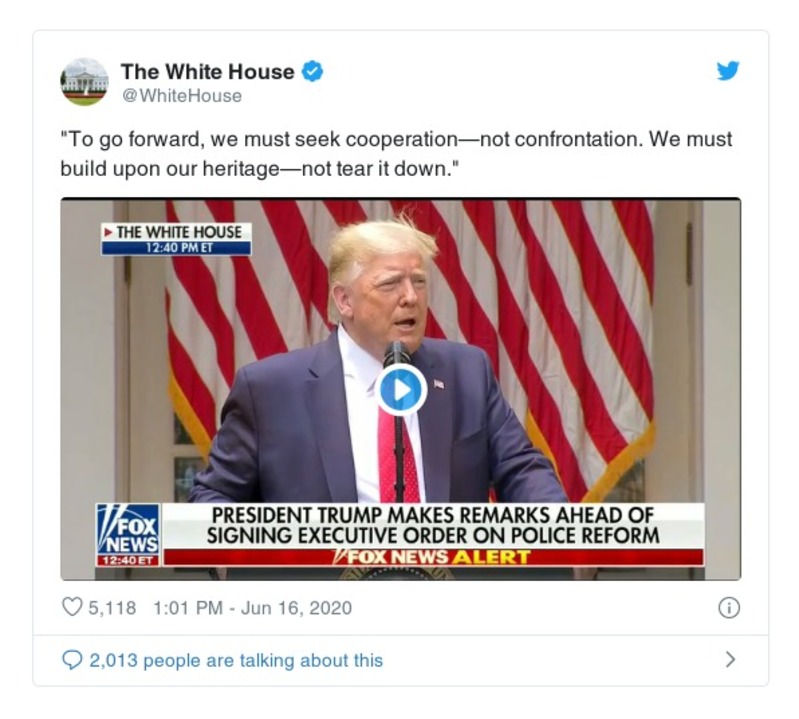 The White House
@WhiteHouse
"To go forward, we must seek cooperation—not confrontation. We must
build upon our heritage—not tear it down."
THE WHITE HOUSE
12:40 PM ET
FOX
NEWS
12:40 ET
PRESIDENT TRUMP MAKES REMARKS AHEAD OF
SIGNING EXECUTIVE ORDER ON POLICE REFORM
FOX NEWS ALERT
5,118 1:01 PM - Jun 16, 2020
2,013 people are talking about this